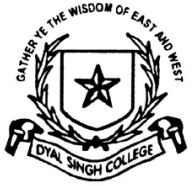 GATHER YE THE WISDOM OF EAST AND WEST
DYAL SINGH COLLEGE